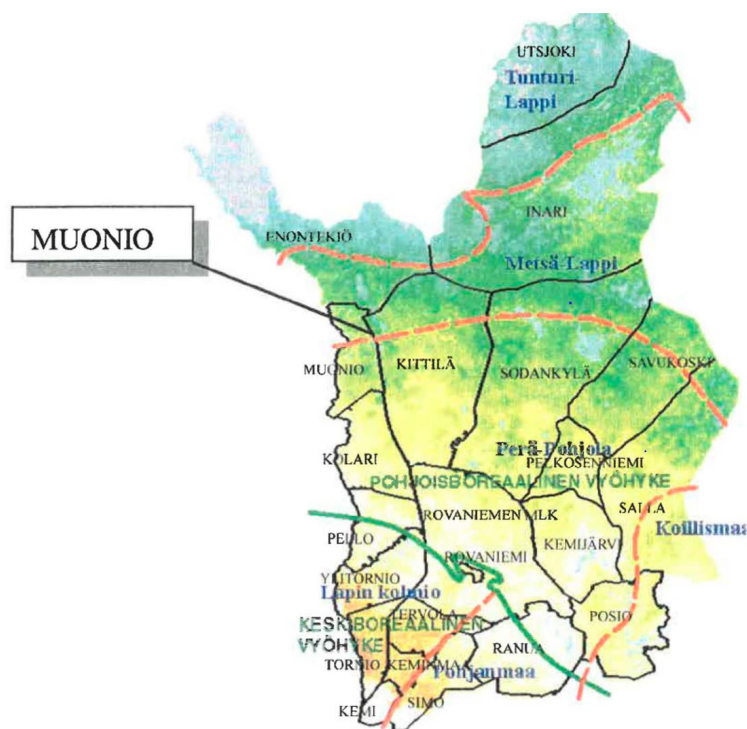 UTSJOKI
Tunturi-
Lappi
INARI
MUONIO
ENONTEKIÖ
Metsä-Lappi
MUONIO
KITTILÄ
SODANKYLÄ
SAVUKOSKI
KOLARI
Perä-Pohjola
PELKOSENNIEMI
POHJOISBOREAALINEN VYÖHYKE
ROVANIEMEN MLK
SALLA
Koillismaa
PELLO
ROVANIEMI
KEMIJÄRVI
YLITORNIO
Lapin kolmio
TERVOLA
POSIO
KESKIBOREAALINEN
VYÖHYKE
RANUA
TORNIO
KEMINMAA
Pohjanmaa
SIMO
KEMI